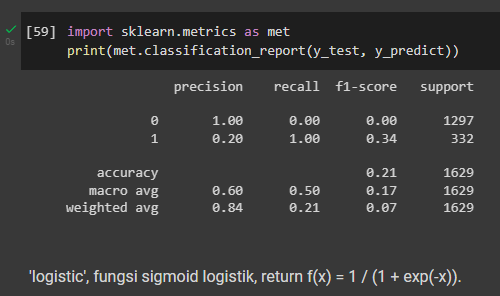 [59] import sklearn.metrics as met
print(met.classification_report(y_test, y_predict))
0s
precision recall f1-score support
0 1.00 0.00 0.00 1297
1 0.20 1.00 0.34 332
accuracy 0.21 1629
macro avg 0.60 0.50 0.17 1629
weighted avg 0.84 0.21 0.07 1629
'logistic', fungsi sigmoid logistik, return f(x) = 1 / (1 + exp(-x)).